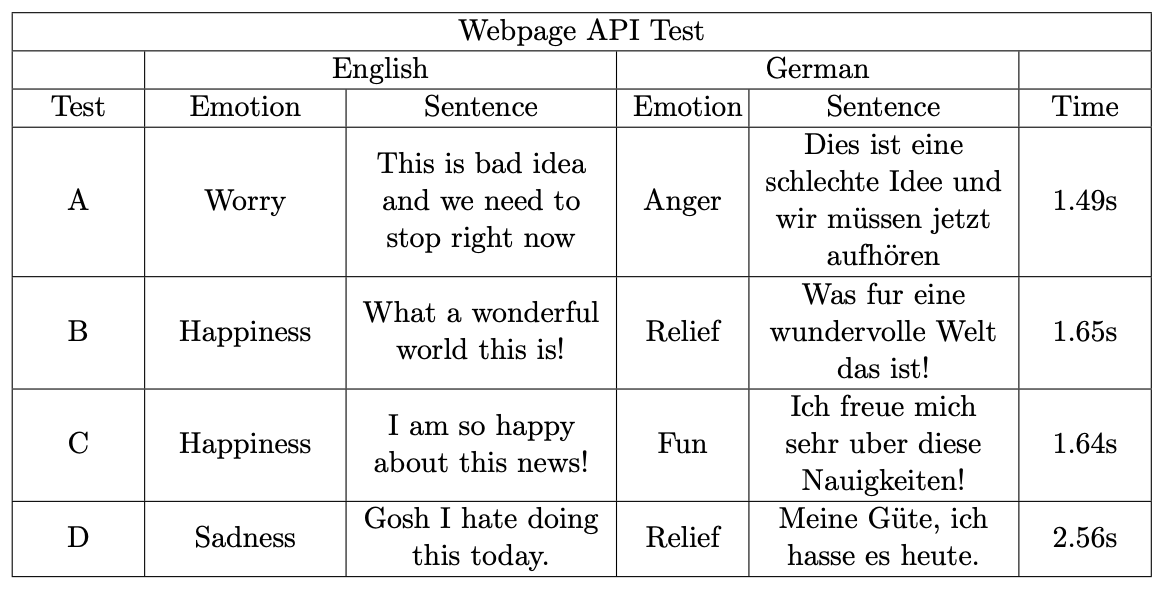 Webpage API Test
English German
Test Emotion Sentence Emotion Sentence Time
A Worry This is bad idea and we need to stop right now Anger Dies ist eine schlechte Idee und wir müssen jetzt aufhören 1.49s
B Happiness What a wonderful world this is! Relief Was fur eine wundervolle Welt das ist! 1.65s
C Happiness I am so happy about this news! Fun Ich freue mich sehr uber diese Nauigkeiten! 1.64s
D Sadness Gosh I hate doing this today. Relief Meine Güte, ich hasse es heute. 2.56s